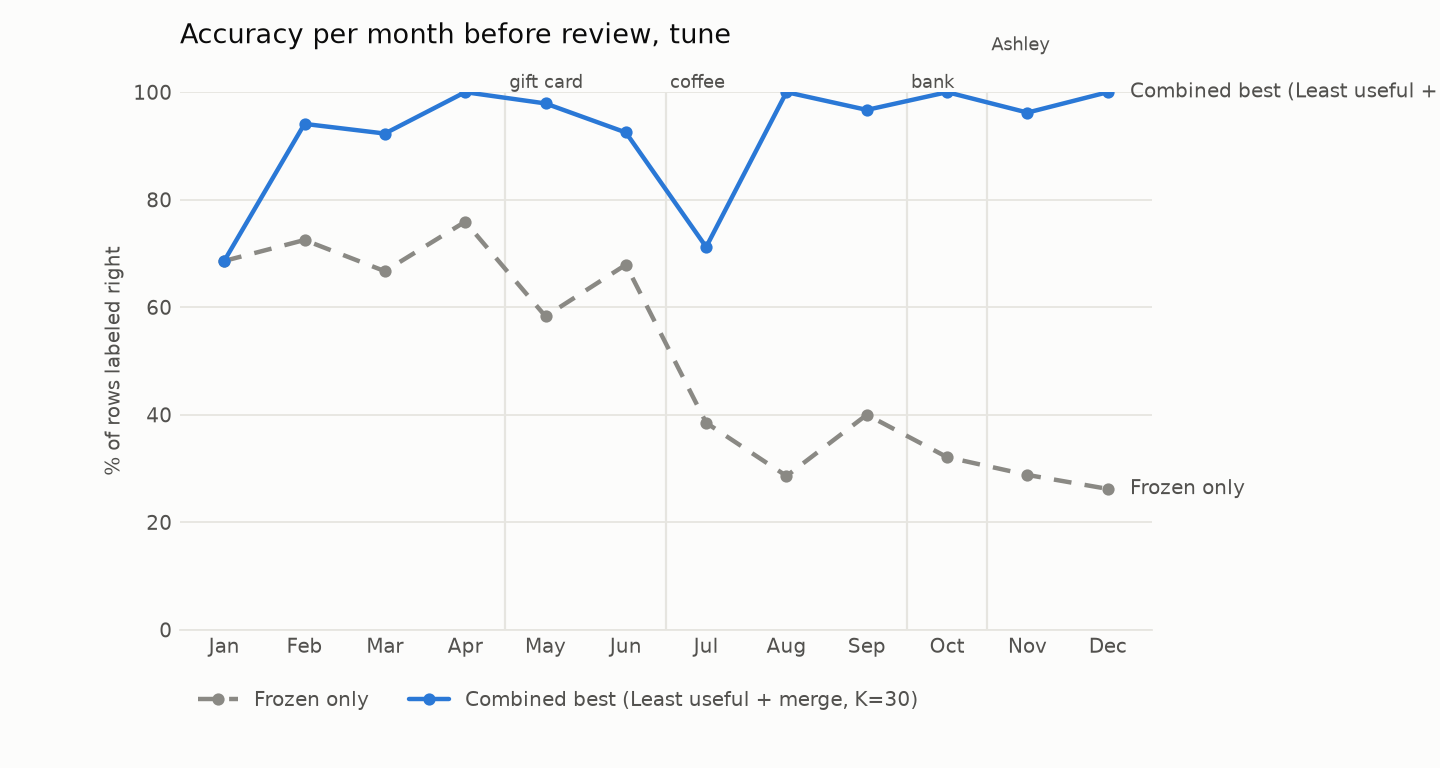 Accuracy per month before review, tune
Ashley
gift card
coffee
bank
Combined best (Least useful +
100
80
60
40
20
0
% of rows labeled right
Frozen only
Jan
Feb
Mar
Apr
May
Jun
Jul
Aug
Sep
Oct
Nov
Dec
Frozen only
Combined best (Least useful + merge, K=30)